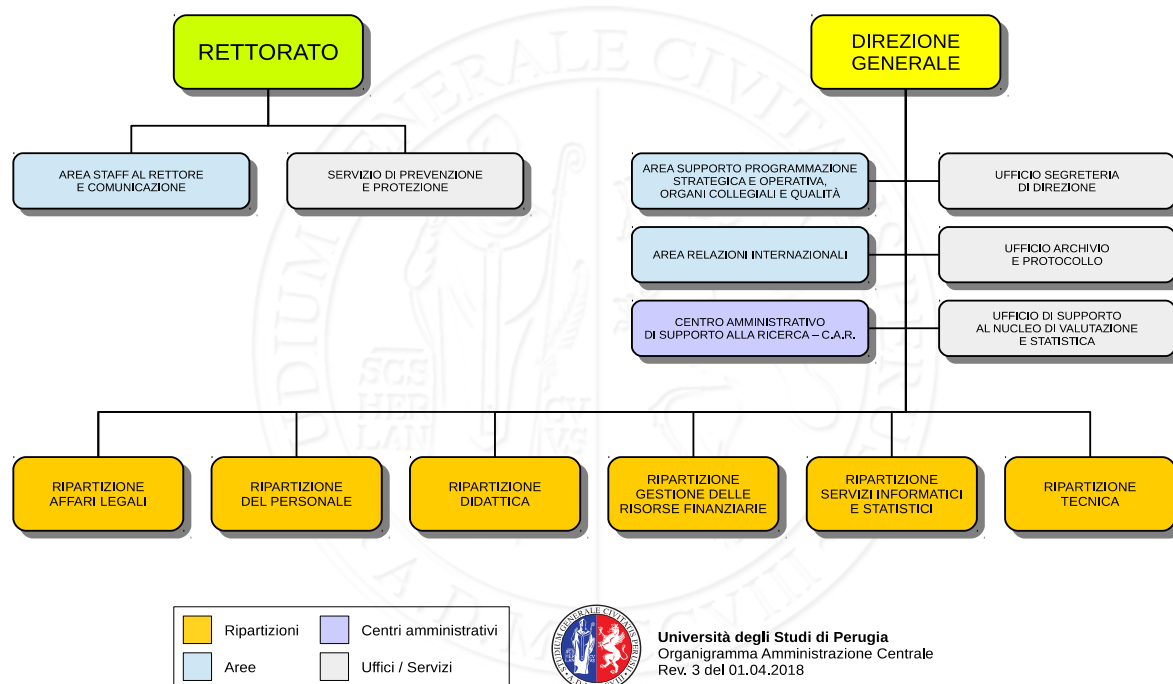 RETTORATO
DIREZIONE
GENERALE
AREA STAFF AL RETTORE
E COMUNICAZIONE
SERVIZIO DI PREVENZIONE
E PROTEZIONE
AREA SUPPORTO PROGRAMMAZIONE
STRATEGICA E OPERATIVA,
ORGANI COLLEGIALI E QUALITÀ
UFFICIO SEGRETERIA
DI DIREZIONE
AREA RELAZIONI INTERNAZIONALI
UFFICIO ARCHIVIO
E PROTOCOLLO
CENTRO AMMINISTRATIVO
DI SUPPORTO ALLA RICERCA – C.A.R.
UFFICIO DI SUPPORTO
AL NUCLEO DI VALUTAZIONE
E STATISTICA
RIPARTIZIONE
AFFARI LEGALI
RIPARTIZIONE
DEL PERSONALE
RIPARTIZIONE
DIDATTICA
RIPARTIZIONE
GESTIONE DELLE
RISORSE FINANZIARIE
RIPARTIZIONE
SERVIZI INFORMATICI
E STATISTICI
RIPARTIZIONE
TECNICA
Ripartizioni
Centri amministrativi
Aree
Uffici / Servizi
STUDIUM GENERALE CIVITATIS PERUSII
Università degli Studi di Perugia
Organigramma Amministrazione Centrale
Rev. 3 del 01.04.2018